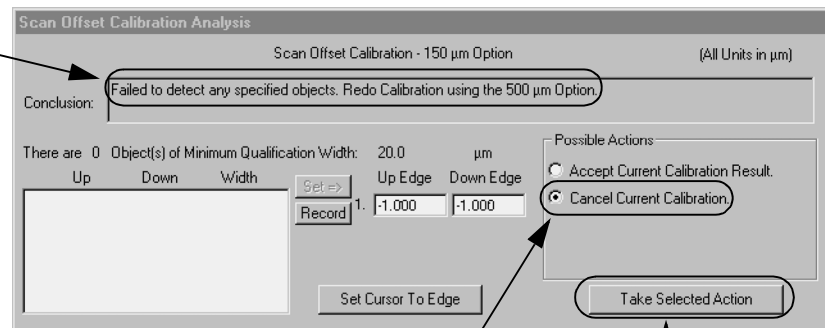 Scan Offset Calibration Analysis
Scan Offset Calibration - 150 µm Option
(All Units in µm)
Conclusion:
Failed to detect any specified objects. Redo Calibration using the 500 µm Option.
There are 0 Object(s) of Minimum Qualification Width: 20.0 µm
Up Down Width
Set =>
Record
Up Edge Down Edge
1. -1.000 -1.000
Set Cursor To Edge
Possible Actions
Accept Current Calibration Result.
Cancel Current Calibration.
Take Selected Action